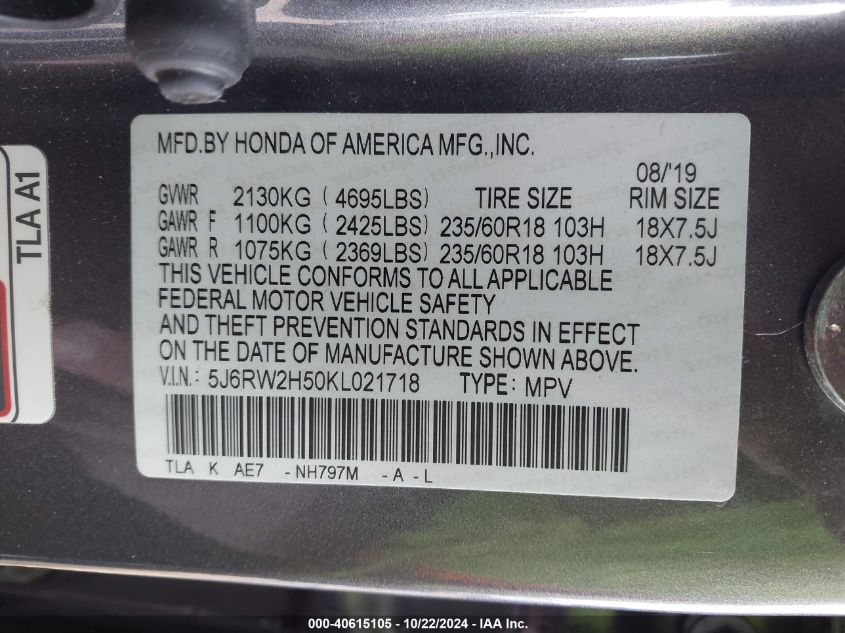 MFD.BY HONDA OF AMERICA MFG.,INC.
08/'19
GVWR 2130KG ( 4695LBS) TIRE SIZE RIM SIZE
GAWR F 1100KG ( 2425LBS) 235/60R18 103H 18X7.5J
GAWR R 1075KG ( 2369LBS) 235/60R18 103H 18X7.5J
THIS VEHICLE CONFORMS TO ALL APPLICABLE
FEDERAL MOTOR VEHICLE SAFETY
AND THEFT PREVENTION STANDARDS IN EFFECT
ON THE DATE OF MANUFACTURE SHOWN ABOVE.
V.I.N.: 5J6RW2H50KL021718 TYPE: MPV
TLA K AE7 -NH797M -A-L
TLA A1
000-40615105 - 10/22/2024 - IAA Inc.